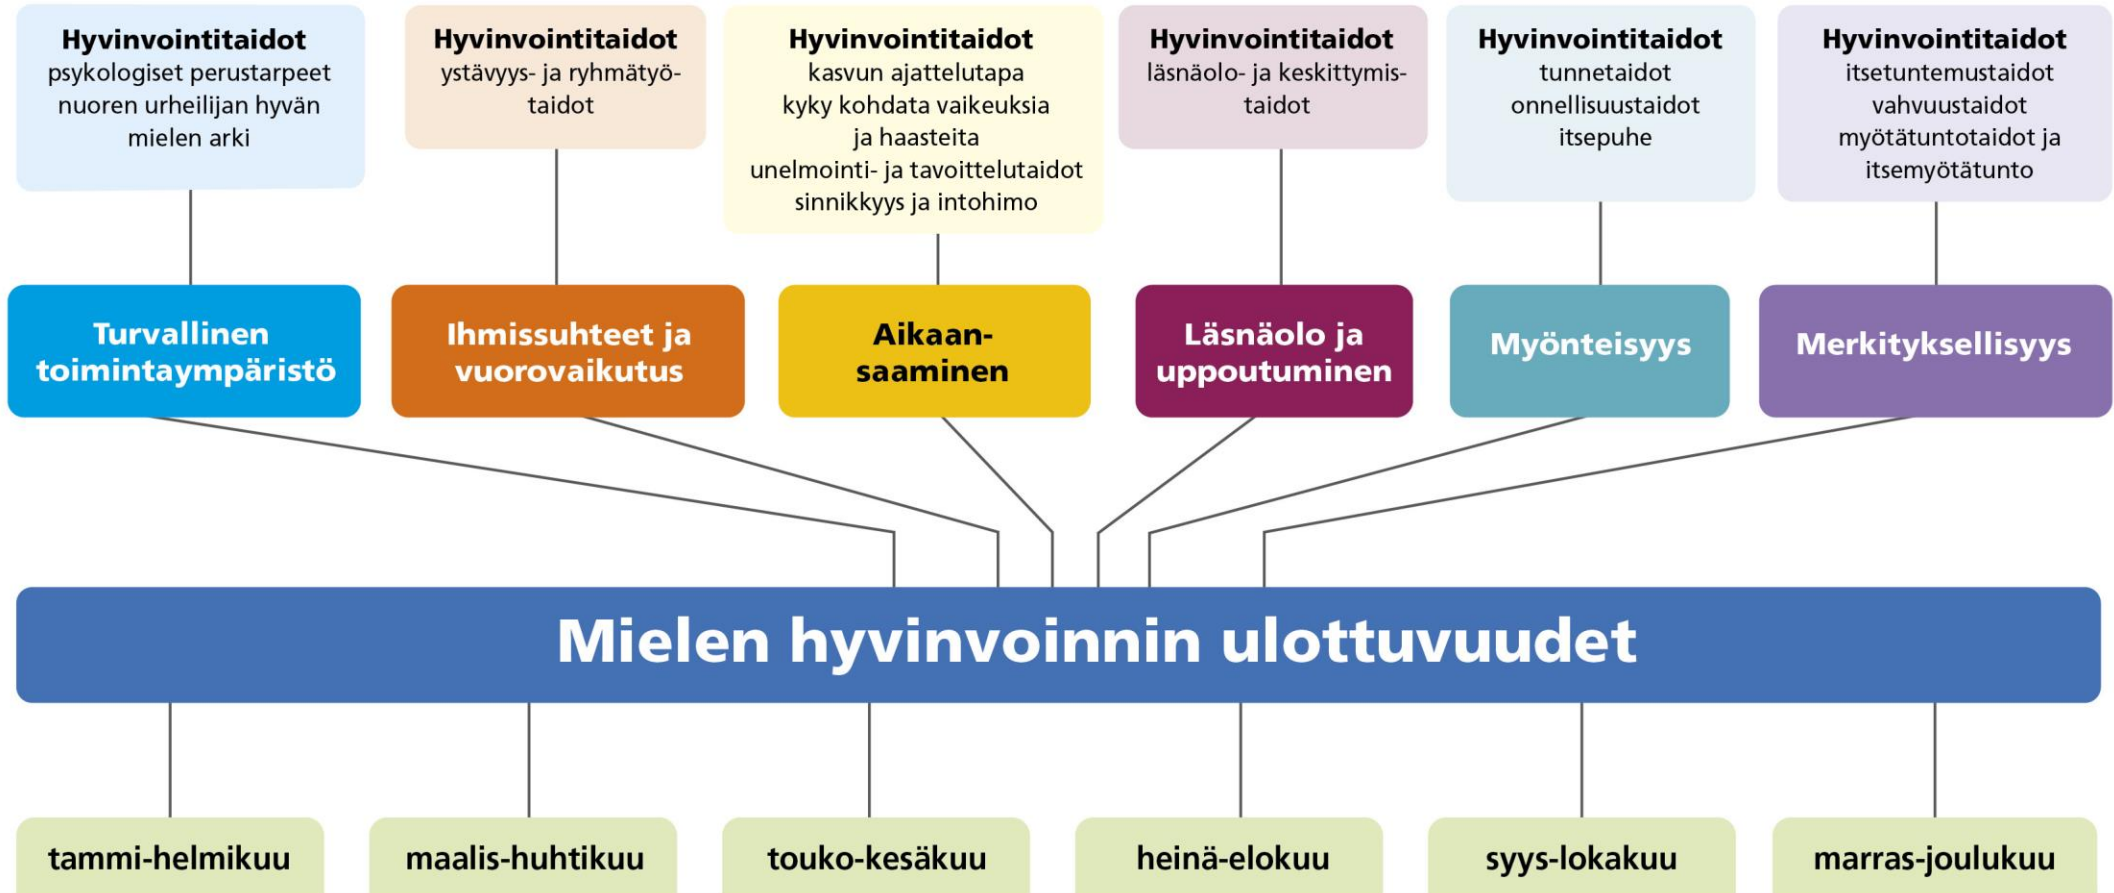 Hyvinvointitaidot
psykologiset perustarpeet
nuoren urheilijan hyvän
mielen arki
Hyvinvointitaidot
ystävyys- ja ryhmätyö-
taidot
Hyvinvointitaidot
kasvun ajattelutapa
kyky kohdata vaikeuksia
ja haasteita
unelmointi- ja tavoittelutaidot
sinnikkyys ja intohimo
Hyvinvointitaidot
läsnäolo- ja keskittymis-
taidot
Hyvinvointitaidot
tunnetaidot
onnellisuustaidot
itsepuhe
Hyvinvointitaidot
itsetuntemustaidot
vahvuustaidot
myötätuntotaidot ja
itsemyötätunto
Turvallinen
toimintaympäristö
Ihmissuhteet ja
vuorovaikutus
Aikaan-
saaminen
Läsnäolo ja
uppoutuminen
Myönteisyys
Merkityksellisyys
Mielen hyvinvoinnin ulottuvuudet
tammi-helmikuu
maalis-huhtikuu
touko-kesäkuu
heinä-elokuu
syys-lokakuu
marras-joulukuu